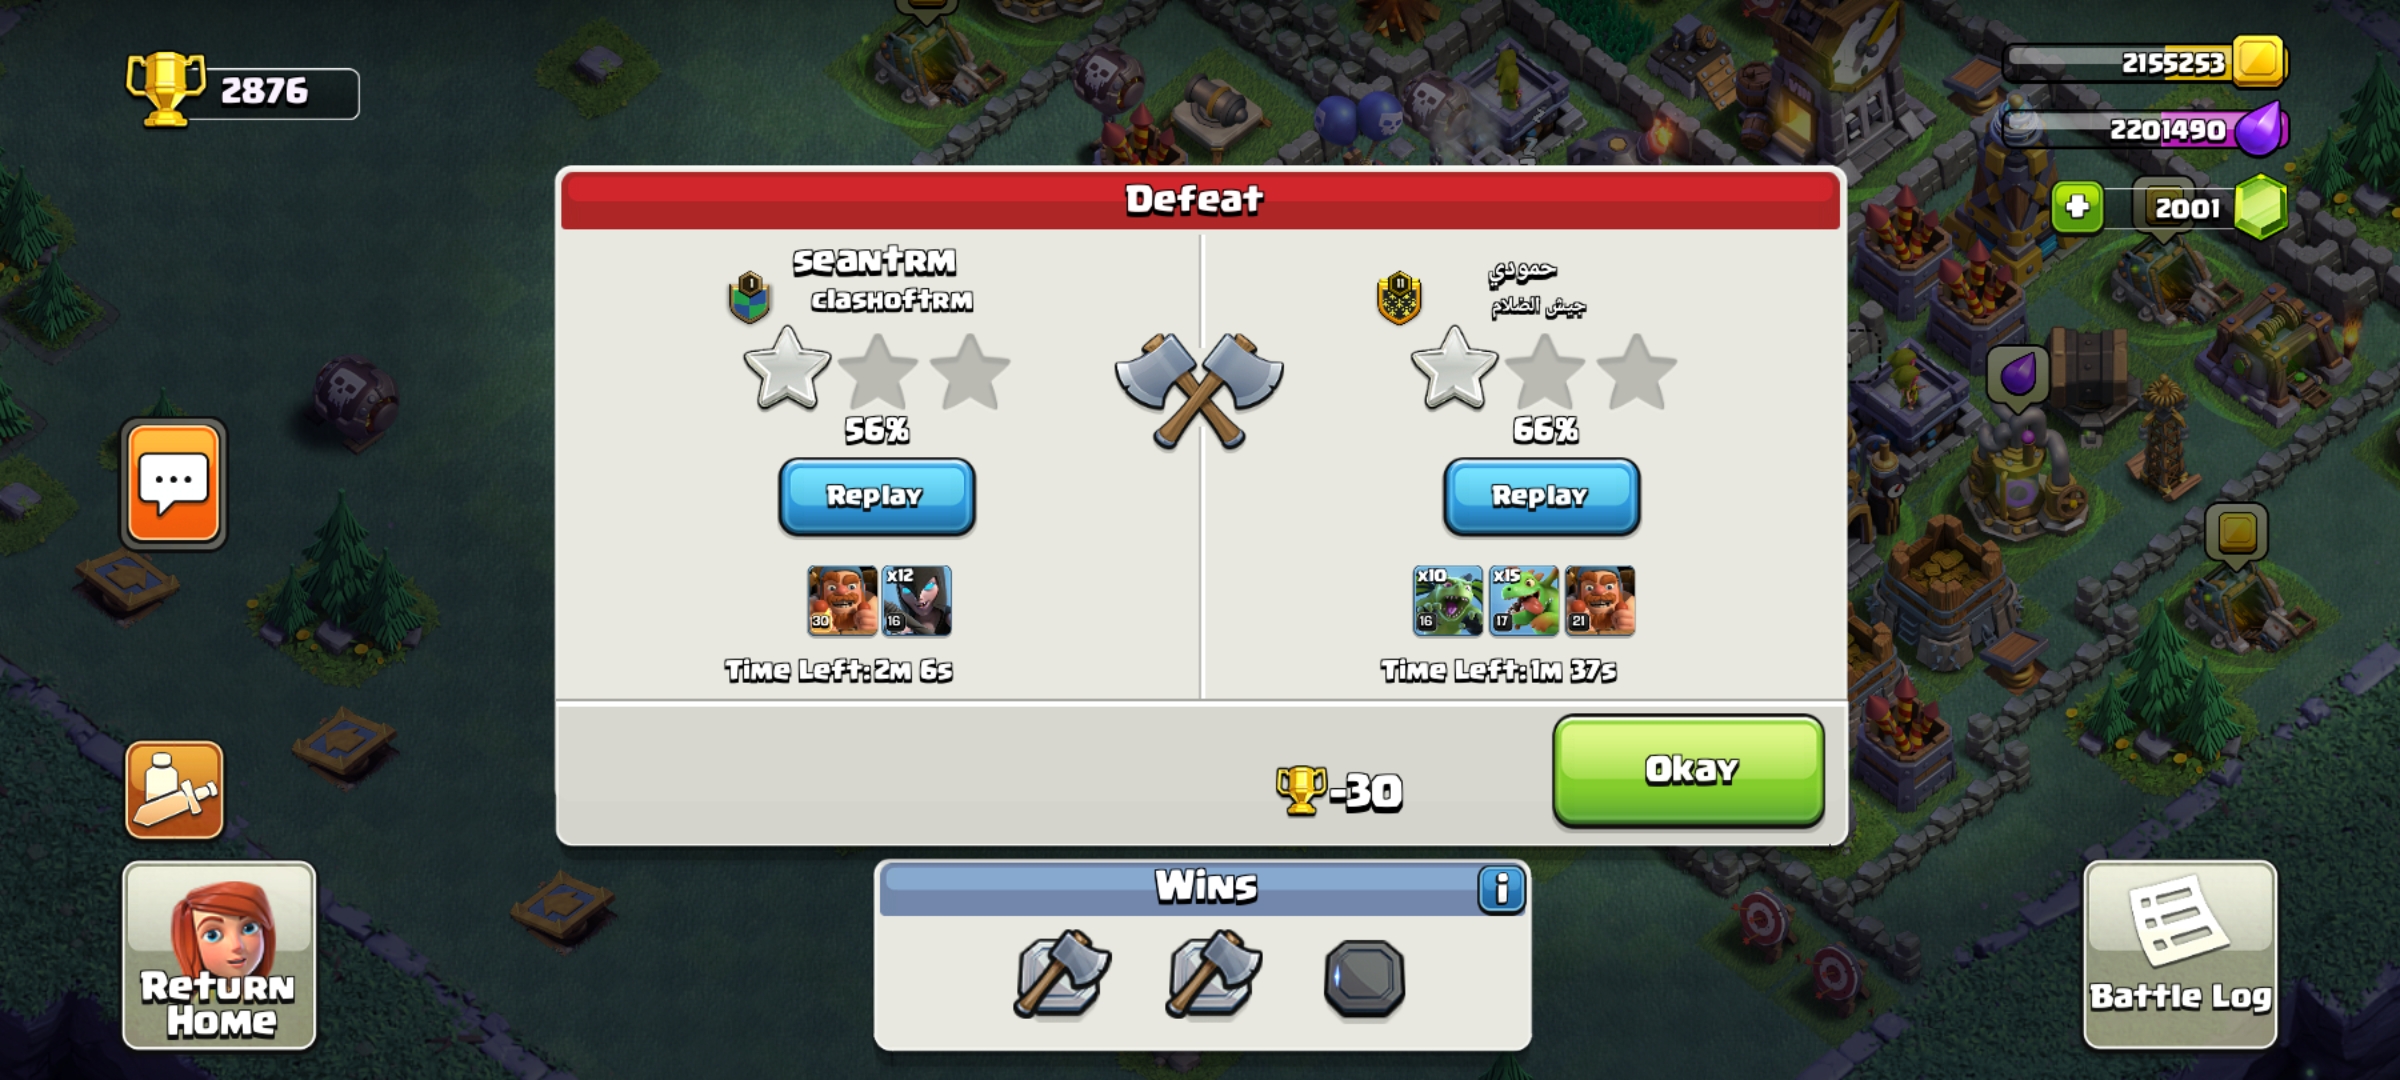 2876
2155253
2201490
2001
Defeat
seantrm
clashoftrm
حمودي
جيش الظلام
56%
66%
Replay
Replay
30
x12
16
x10
16
x15
17
21
Time Left: 2m 6s
Time Left: 1m 37s
-30
Okay
Wins
i
Return
Home
Battle Log